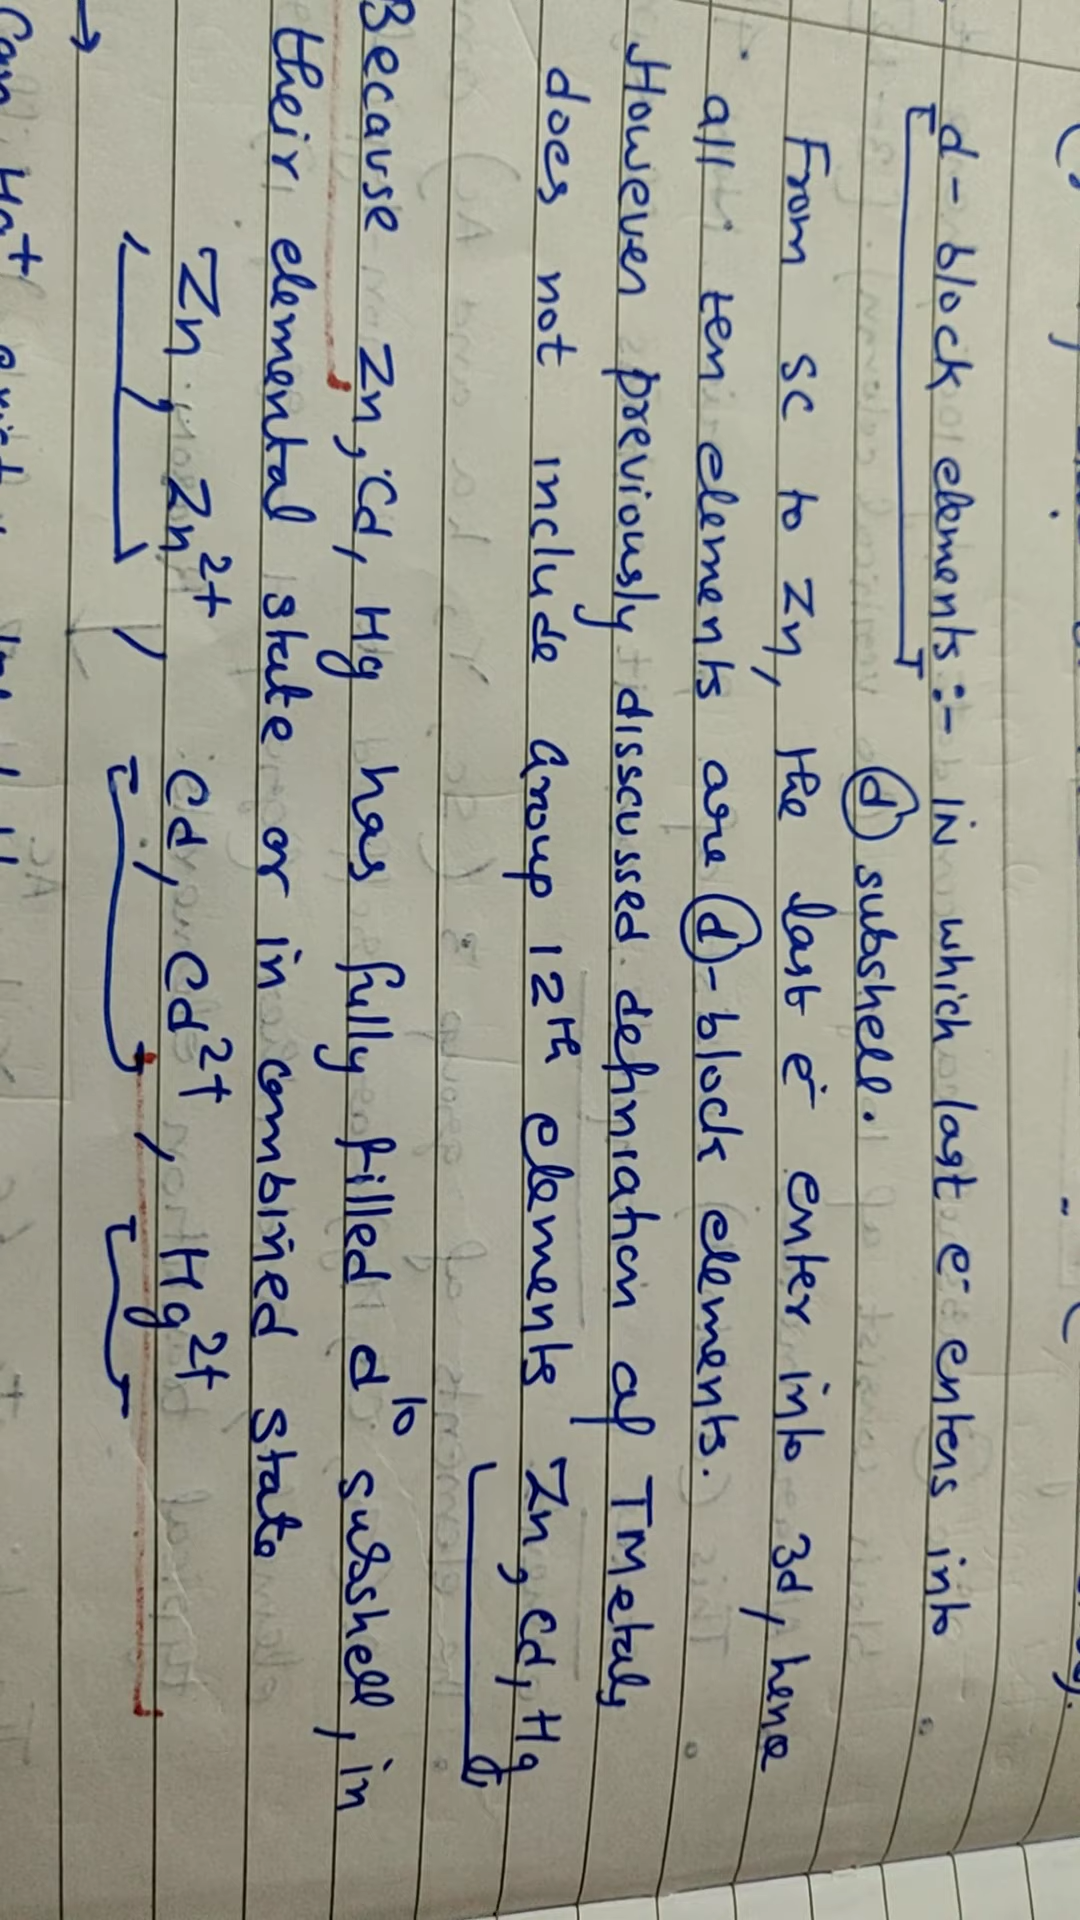 d-block elements :- IN which last e- enters into
d subshell.
From sc to Zn, the last e- enter into 3d, hence
all ten elements are d-block elements.
However previously disscussed definiation of TMetals
does not include Group 12th elements Zn, Cd, Hg
Because Zn, Cd, Hg has fully filled d10 subshell, in
their elemental state or in combined state
Zn, Zn2+, Cd, Cd2+, Hg2+
→